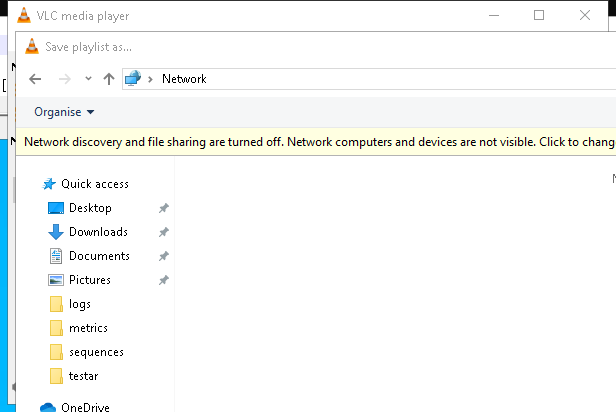 VLC media player
Save playlist as...
Network
Organise
Network discovery and file sharing are turned off. Network computers and devices are not visible. Click to chang
Quick access
Desktop
Downloads
Documents
Pictures
logs
metrics
sequences
testar
OneDrive